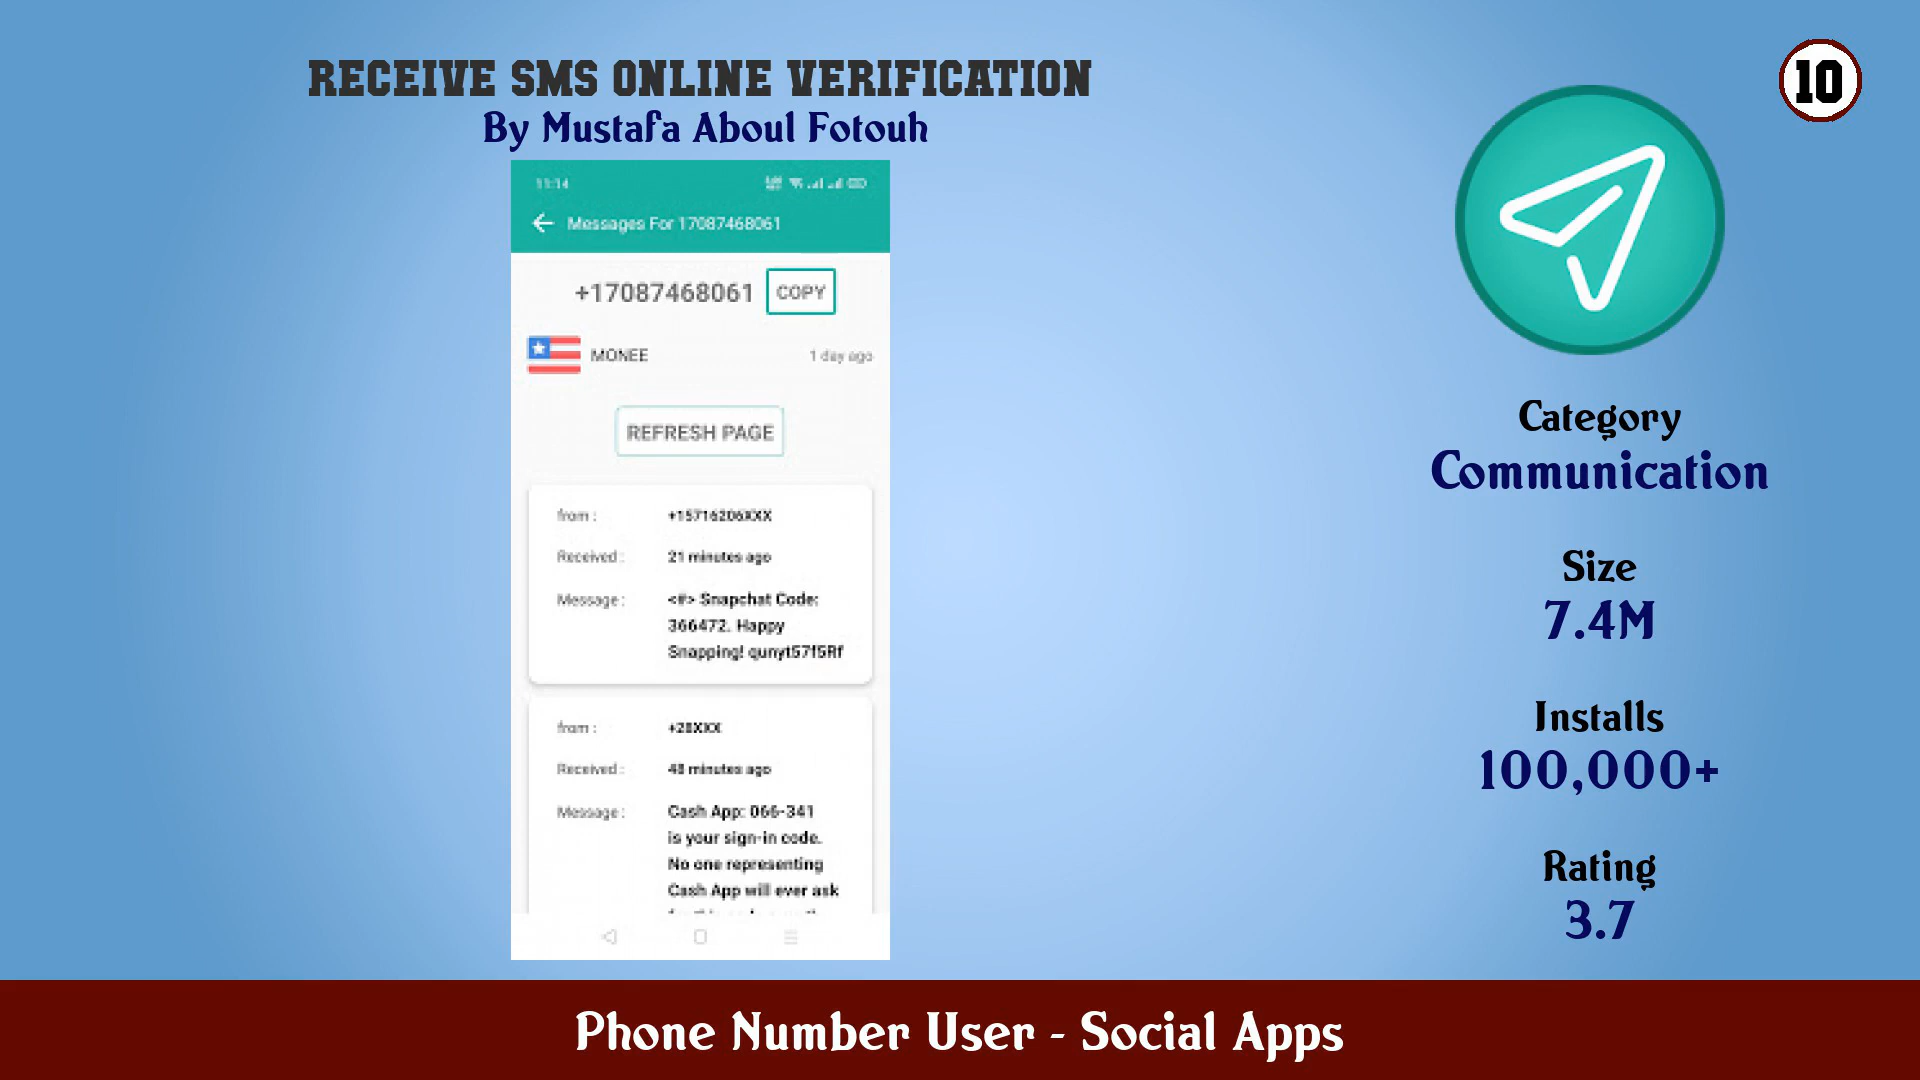 RECEIVE SMS ONLINE VERIFICATION
By Mustafa Aboul Fotouh
10
11:14
Messages For 17087468061
+17087468061 COPY
MONEE 1 day ago
REFRESH PAGE
from : +15716206XXX
Received : 21 minutes ago
Message : <#> Snapchat Code:
366472. Happy
Snapping! qunyt57f5Rf
from : +28XXX
Received : 48 minutes ago
Message : Cash App: 066-341
is your sign-in code.
No one representing
Cash App will ever ask
Category
Communication
Size
7.4M
Installs
100,000+
Rating
3.7
Phone Number User - Social Apps